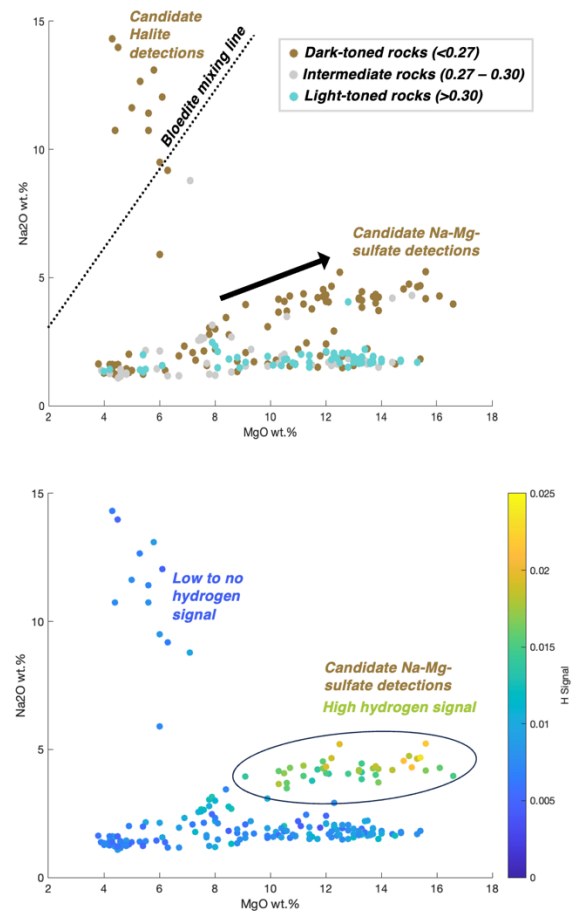 Candidate
Halite
detections
Bloedite mixing line
Dark-toned rocks (<0.27)
Intermediate rocks (0.27 – 0.30)
Light-toned rocks (>0.30)
Candidate Na-Mg-
sulfate detections
15
10
5
0
Na2O wt.%
2 4 6 8 10 12 14 16 18
MgO wt.%
Low to no
hydrogen
signal
Candidate Na-Mg-
sulfate detections
High hydrogen signal
15
10
5
0
Na2O wt.%
2 4 6 8 10 12 14 16 18
MgO wt.%
0.025
0.02
0.015
0.01
0.005
0
H Signal